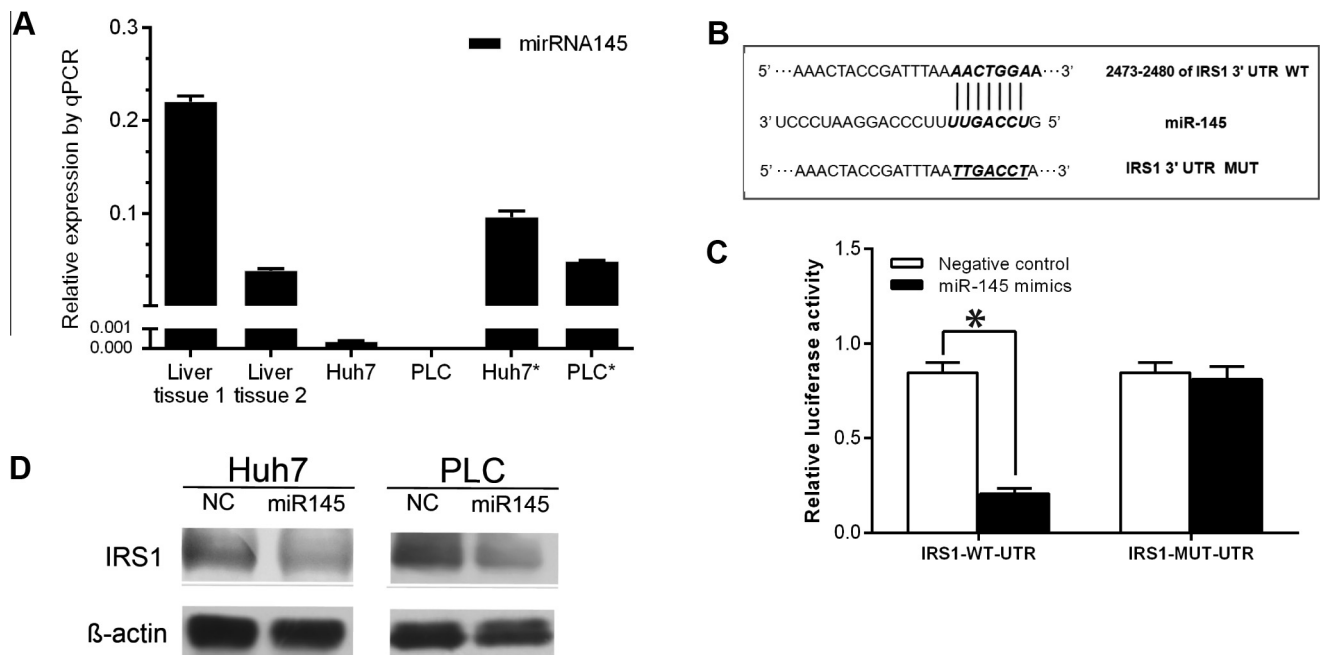 A
Relative expression by qPCR
0.3
0.2
0.1
0.001
0.000
mirRNA145
Liver tissue 1
Liver tissue 2
Huh7
PLC
Huh7*
PLC*
B
5' ···AAACTACCGATTTAAAACTGGAA···3' 2473-2480 of IRS1 3' UTR WT
3' UCCCUAAGGACCCUUUUGACCUG 5' miR-145
5' ···AAACTACCGATTTAATTGACCTA···3' IRS1 3' UTR MUT
C
Relative luciferase activity
1.5
1.0
0.5
0.0
Negative control
miR-145 mimics
*
IRS1-WT-UTR
IRS1-MUT-UTR
D
Huh7 PLC
NC miR145 NC miR145
IRS1
ß-actin